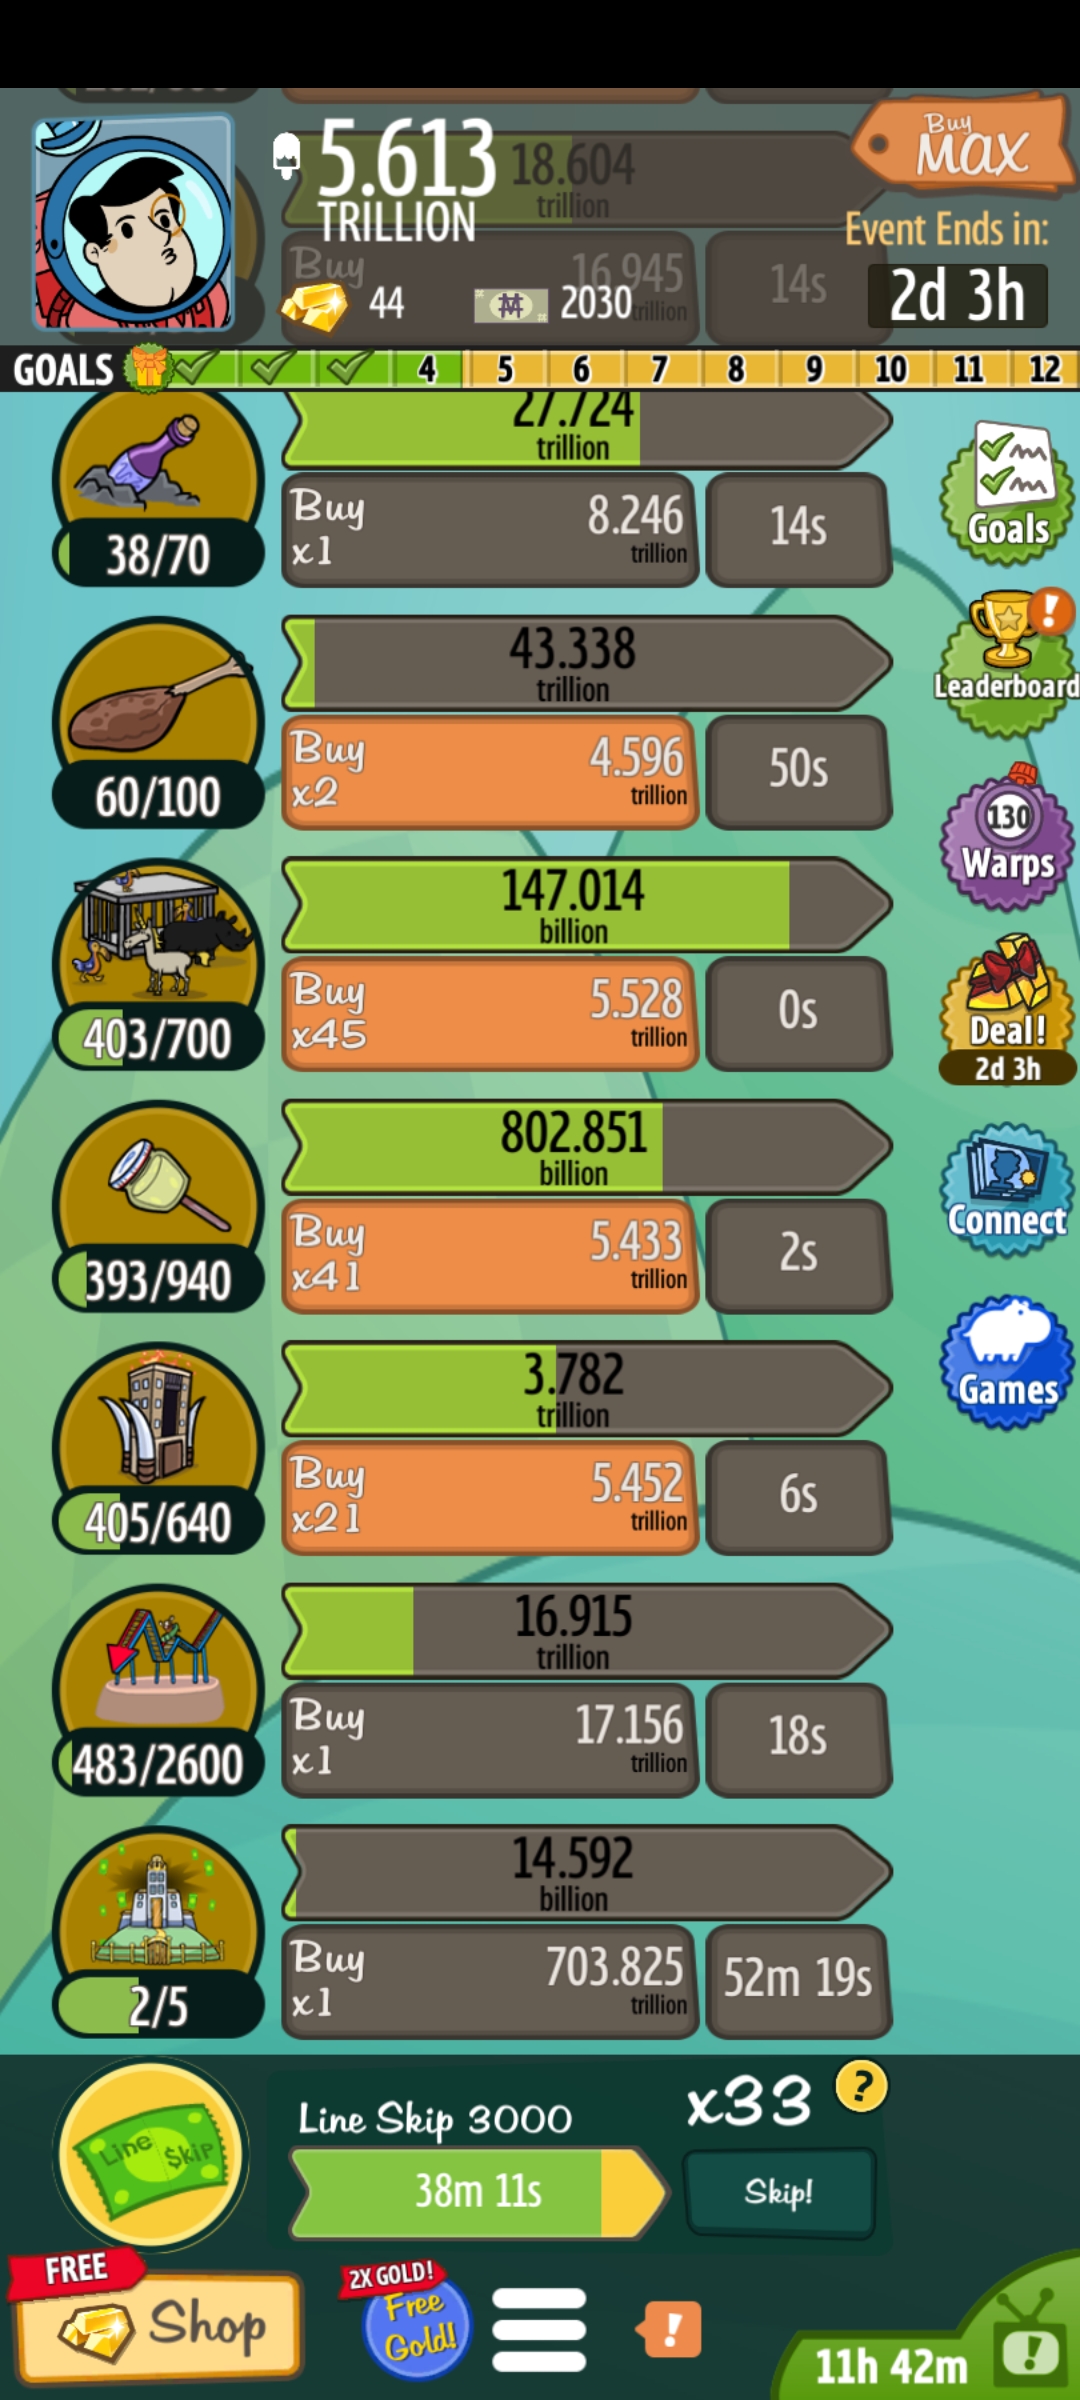 5.613
TRILLION
18.604
trillion
Buy
MAX
Event Ends in:
2d 3h
Buy
16.945
trillion
14s
44
2030
GOALS
4
5
6
7
8
9
10
11
12
27.724
trillion
38/70
Buy
x1
8.246
trillion
14s
Goals
43.338
trillion
60/100
Buy
x2
4.596
trillion
50s
!
Leaderboard
147.014
billion
403/700
Buy
x45
5.528
trillion
0s
130
Warps
Deal!
2d 3h
802.851
billion
393/940
Buy
x41
5.433
trillion
2s
Connect
3.782
trillion
405/640
Buy
x21
5.452
trillion
6s
Games
16.915
trillion
483/2600
Buy
x1
17.156
trillion
18s
14.592
billion
2/5
Buy
x1
703.825
trillion
52m 19s
Line $kip
Line Skip 3000
38m 11s
x33
?
Skip!
FREE
Shop
2X GOLD!
Free
Gold!
!
11h 42m
!